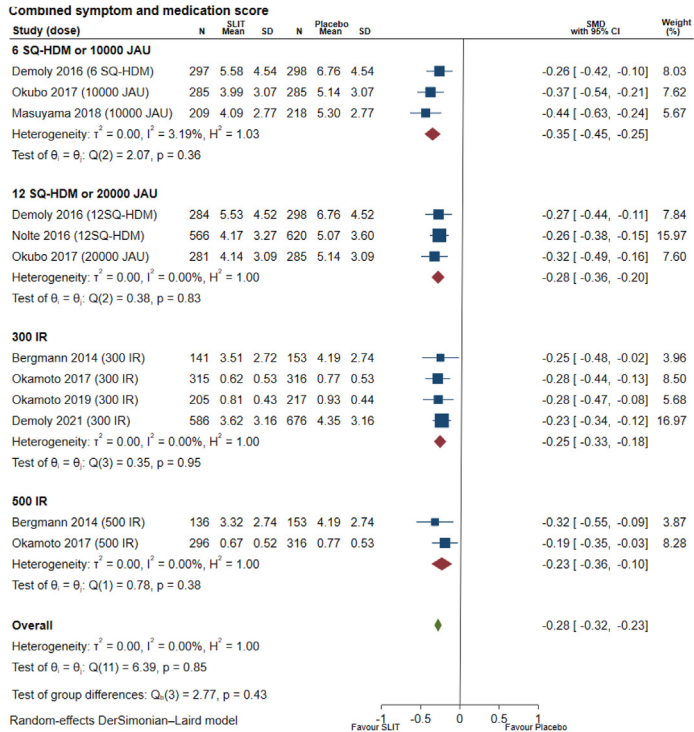 Combined symptom and medication score
Study (dose) N SLIT Mean SD N Placebo Mean SD SMD with 95% CI Weight (%)
6 SQ-HDM or 10000 JAU
Demoly 2016 (6 SQ-HDM) 297 5.58 4.54 298 6.76 4.54 -0.26 [ -0.42, -0.10] 8.03
Okubo 2017 (10000 JAU) 285 3.99 3.07 285 5.14 3.07 -0.37 [ -0.54, -0.21] 7.62
Masuyama 2018 (10000 JAU) 209 4.09 2.77 218 5.30 2.77 -0.44 [ -0.63, -0.24] 5.67
Heterogeneity: τ² = 0.00, I² = 3.19%, H² = 1.03 -0.35 [ -0.45, -0.25]
Test of θᵢ = θⱼ: Q(2) = 2.07, p = 0.36
12 SQ-HDM or 20000 JAU
Demoly 2016 (12SQ-HDM) 284 5.53 4.52 298 6.76 4.52 -0.27 [ -0.44, -0.11] 7.84
Nolte 2016 (12SQ-HDM) 566 4.17 3.27 620 5.07 3.60 -0.26 [ -0.38, -0.15] 15.97
Okubo 2017 (20000 JAU) 281 4.14 3.09 285 5.14 3.09 -0.32 [ -0.49, -0.16] 7.60
Heterogeneity: τ² = 0.00, I² = 0.00%, H² = 1.00 -0.28 [ -0.36, -0.20]
Test of θᵢ = θⱼ: Q(2) = 0.38, p = 0.83
300 IR
Bergmann 2014 (300 IR) 141 3.51 2.72 153 4.19 2.74 -0.25 [ -0.48, -0.02] 3.96
Okamoto 2017 (300 IR) 315 0.62 0.53 316 0.77 0.53 -0.28 [ -0.44, -0.13] 8.50
Okamoto 2019 (300 IR) 205 0.81 0.43 217 0.93 0.44 -0.28 [ -0.47, -0.08] 5.68
Demoly 2021 (300 IR) 586 3.62 3.16 676 4.35 3.16 -0.23 [ -0.34, -0.12] 16.97
Heterogeneity: τ² = 0.00, I² = 0.00%, H² = 1.00 -0.25 [ -0.33, -0.18]
Test of θᵢ = θⱼ: Q(3) = 0.35, p = 0.95
500 IR
Bergmann 2014 (500 IR) 136 3.32 2.74 153 4.19 2.74 -0.32 [ -0.55, -0.09] 3.87
Okamoto 2017 (500 IR) 296 0.67 0.52 316 0.77 0.53 -0.19 [ -0.35, -0.03] 8.28
Heterogeneity: τ² = 0.00, I² = 0.00%, H² = 1.00 -0.23 [ -0.36, -0.10]
Test of θᵢ = θⱼ: Q(1) = 0.78, p = 0.38
Overall -0.28 [ -0.32, -0.23]
Heterogeneity: τ² = 0.00, I² = 0.00%, H² = 1.00
Test of θᵢ = θⱼ: Q(11) = 6.39, p = 0.85
Test of group differences: Q_b(3) = 2.77, p = 0.43
-1 -0.5 0 0.5 1
Random-effects DerSimonian–Laird model Favour SLIT Favour Placebo